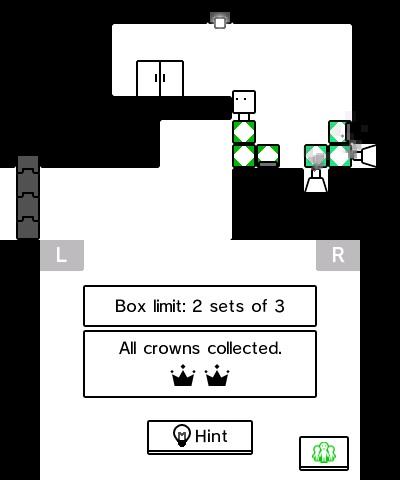 L
R
Box limit: 2 sets of 3
All crowns collected.
Hint